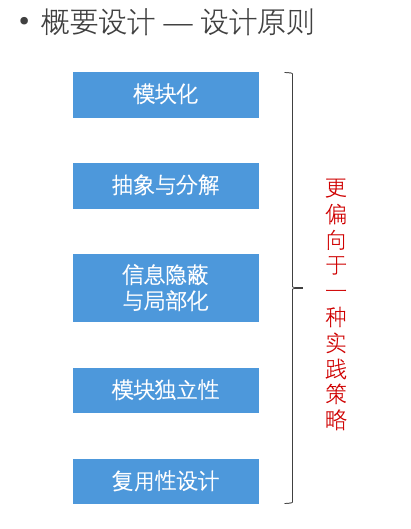 • 概要设计 — 设计原则
模块化
抽象与分解
信息隐蔽
与局部化
模块独立性
复用性设计
更偏向于一种实践策略